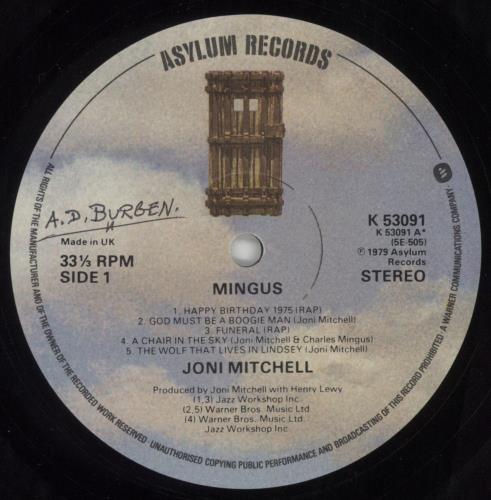 ASYLUM RECORDS
A.D. BURGEN.
Made in UK
33⅓ RPM
SIDE 1
K 53091
K 53091 A*
(5E-505)
℗ 1979 Asylum
Records
STEREO
MINGUS
1. HAPPY BIRTHDAY 1975 (RAP)
2. GOD MUST BE A BOOGIE MAN (Joni Mitchell)
3. FUNERAL (RAP)
4. A CHAIR IN THE SKY (Joni Mitchell & Charles Mingus)
5. THE WOLF THAT LIVES IN LINDSEY (Joni Mitchell)
JONI MITCHELL
Produced by Joni Mitchell with Henry Lewy
(1,3) Jazz Workshop Inc.
(2,5) Warner Bros. Music Ltd
(4) Warner Bros. Music Ltd.
Jazz Workshop Inc.
ALL RIGHTS OF THE MANUFACTURER AND OF THE OWNER OF THE RECORDED WORK RESERVED · UNAUTHORISED COPYING PUBLIC PERFORMANCE AND BROADCASTING OF THIS RECORD PROHIBITED · A WARNER COMMUNICATIONS COMPANY ·